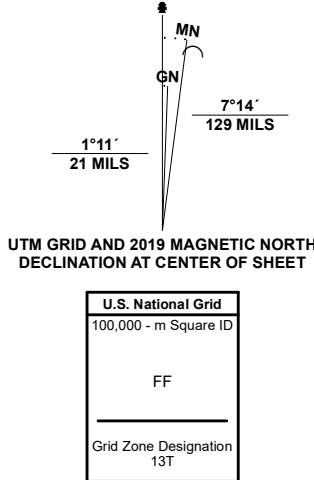 MN
GN
7°14´
129 MILS
1°11´
21 MILS
UTM GRID AND 2019 MAGNETIC NORTH
DECLINATION AT CENTER OF SHEET
U.S. National Grid
100,000 - m Square ID
FF
Grid Zone Designation
13T